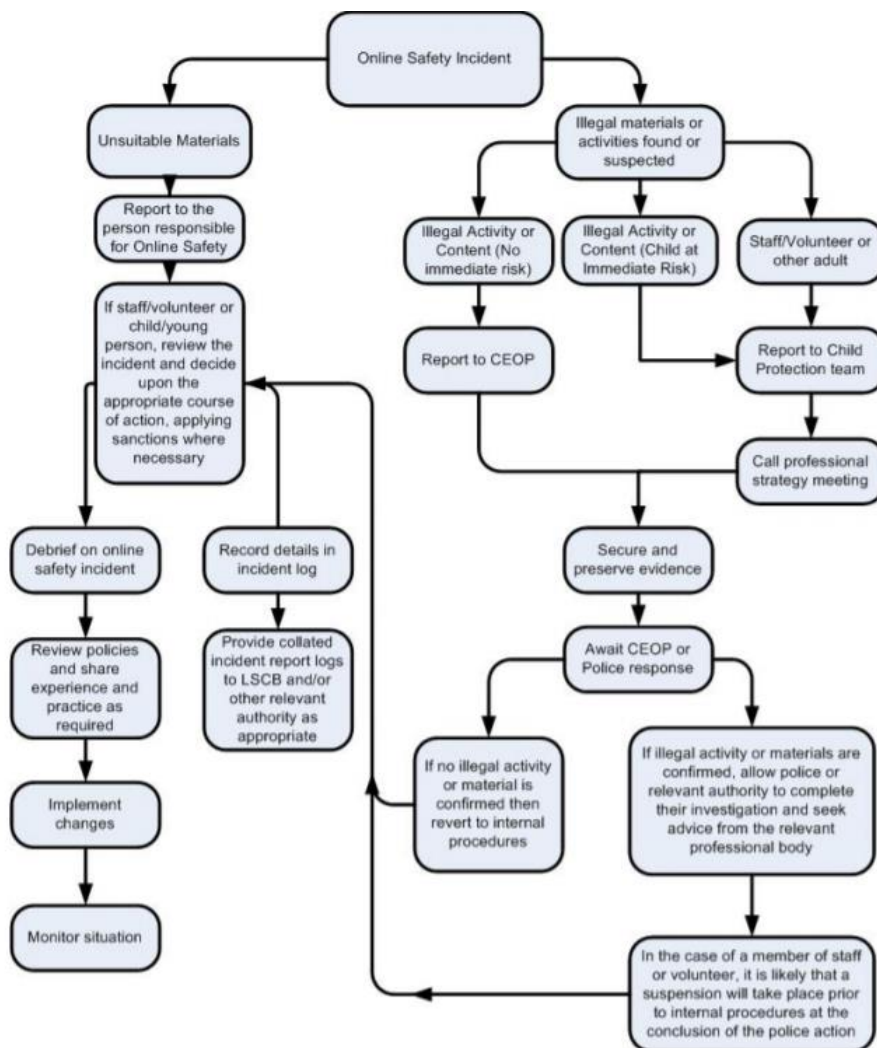 Online Safety Incident
Unsuitable Materials
Report to the
person responsible
for Online Safety
If staff/volunteer or
child/young
person, review the
incident and decide
upon the
appropriate course
of action, applying
sanctions where
necessary
Debrief on online
safety incident
Review policies
and share
experience and
practice as
required
Implement
changes
Monitor situation
Record details in
incident log
Provide collated
incident report logs
to LSCB and/or
other relevant
authority as
appropriate
Illegal materials or
activities found or
suspected
Illegal Activity or
Content (No
immediate risk)
Illegal Activity or
Content (Child at
Immediate Risk)
Staff/Volunteer or
other adult
Report to CEOP
Report to Child
Protection team
Call professional
strategy meeting
Secure and
preserve evidence
Await CEOP or
Police response
If no illegal activity
or material is
confirmed then
revert to internal
procedures
If illegal activity or materials are
confirmed, allow police or
relevant authority to complete
their investigation and seek
advice from the relevant
professional body
In the case of a member of staff
or volunteer, it is likely that a
suspension will take place prior
to internal procedures at the
conclusion of the police action